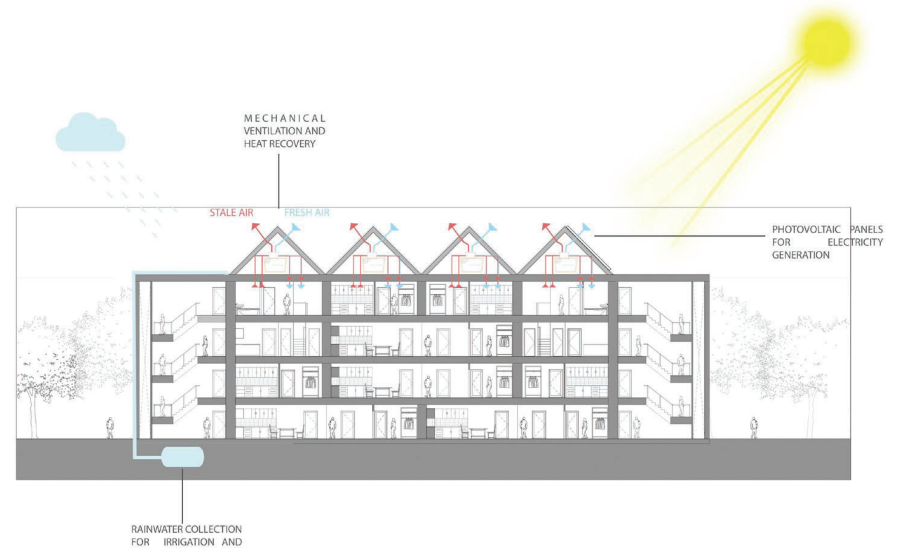 MECHANICAL
VENTILATION AND
HEAT RECOVERY
STALE AIR FRESH AIR
PHOTOVOLTAIC PANELS
FOR ELECTRICITY
GENERATION
RAINWATER COLLECTION
FOR IRRIGATION AND